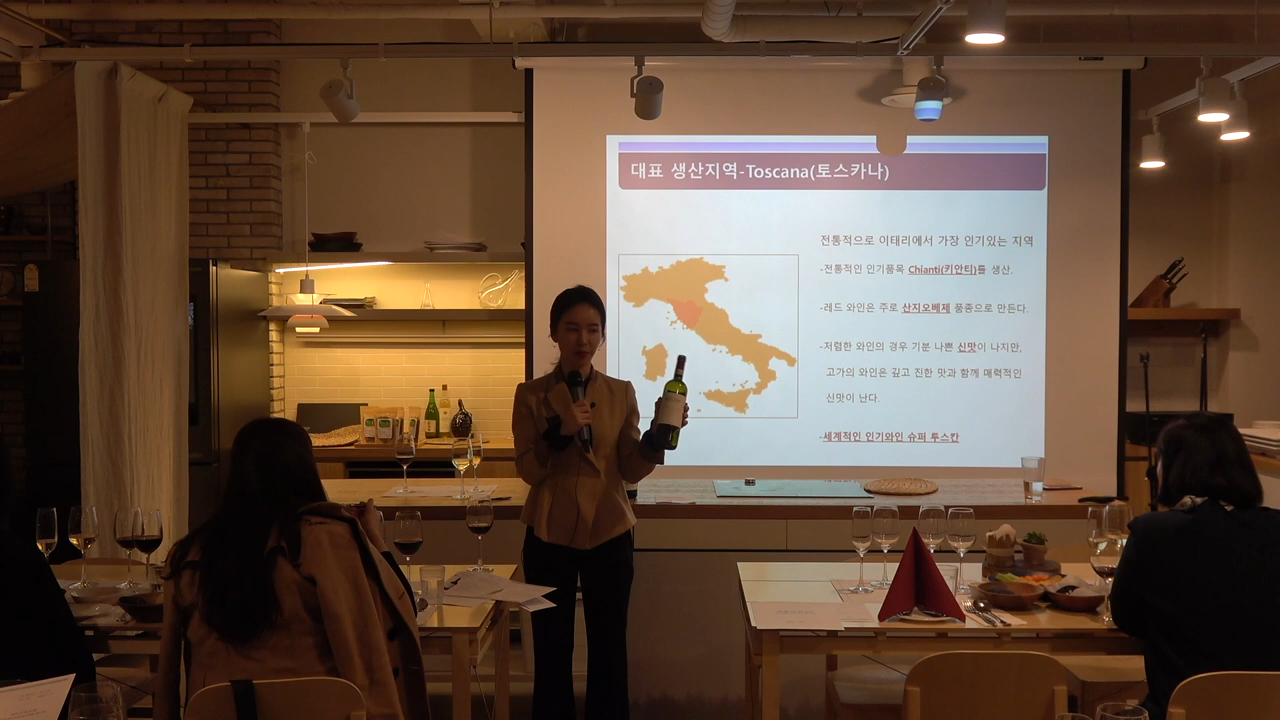 대표 생산지역-Toscana(토스카나)
전통적으로 이태리에서 가장 인기있는 지역
-전통적인 인기품목 Chianti(키안티)를 생산.
-레드 와인은 주로 산지오베제 품종으로 만든다.
-저렴한 와인의 경우 기분 나쁜 신맛이 나지만,
고가의 와인은 깊고 진한 맛과 함께 매력적인
신맛이 난다.
-세계적인 인기와인 슈퍼 투스칸